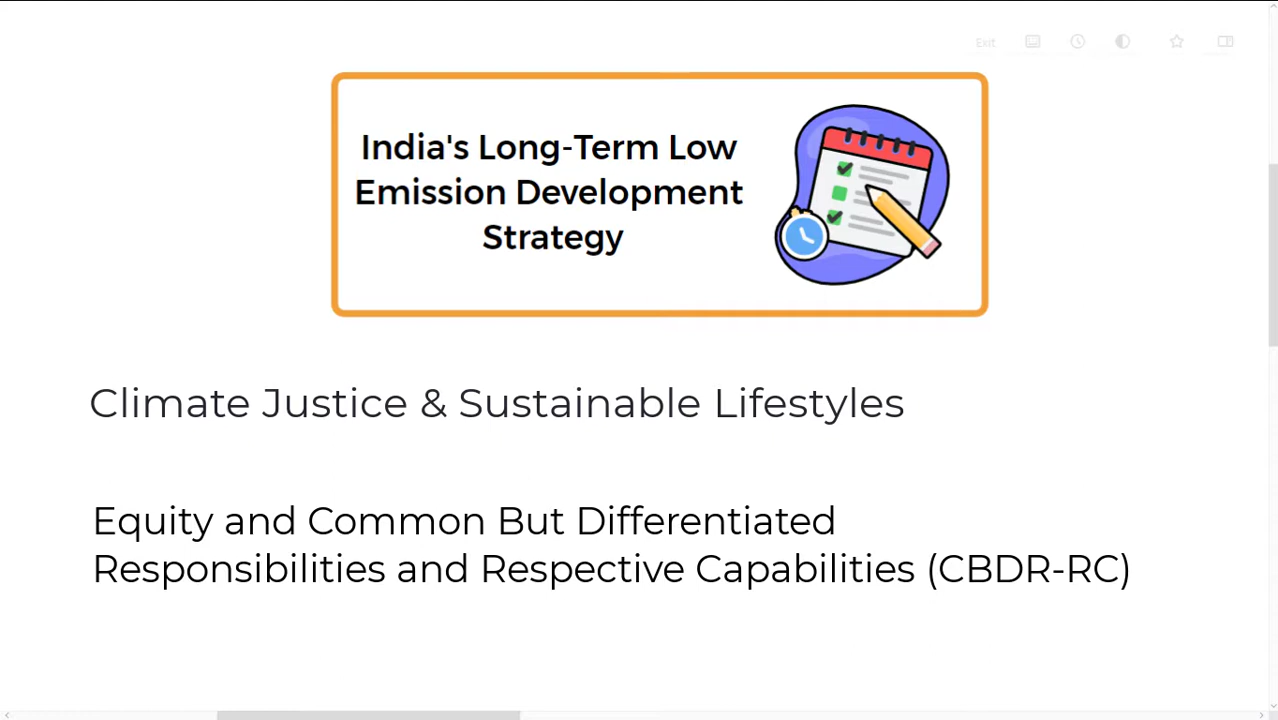 Exit
India's Long-Term Low
Emission Development
Strategy
Climate Justice & Sustainable Lifestyles
Equity and Common But Differentiated
Responsibilities and Respective Capabilities (CBDR-RC)